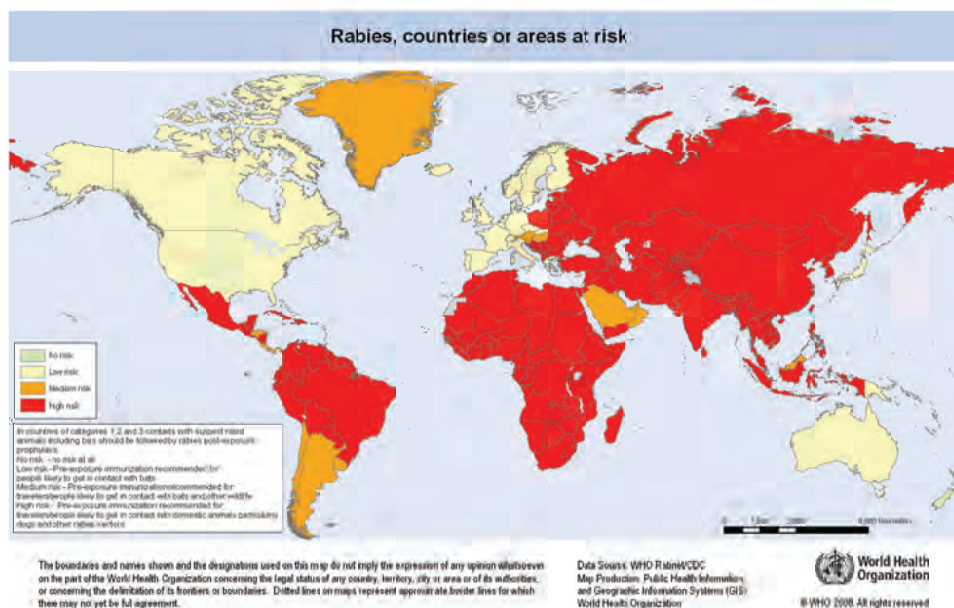 Rabies, countries or areas at risk
No risk
Low risk
Medium risk
High risk
In countries of categories 1,2 and 3 contacts with suspect rabid
animals including bats should be followed by rabies post-exposure
prophylaxis
No risk - no risk at all
Low risk - Pre-exposure immunization recommended for
people likely to get in contact with bats
Medium risk - Pre-exposure immunization recommended for
travelers/people likely to get in contact with bats and other wildlife
High risk - Pre-exposure immunization recommended for
travelers/people likely to get in contact with domestic animals particularly
dogs and other rabies vectors
The boundaries and names shown and the designations used on this map do not imply the expression of any opinion whatsoever
on the part of the World Health Organization concerning the legal status of any country, territory, city or area or of its authorities,
or concerning the delimitation of its frontiers or boundaries. Dotted lines on maps represent approximate border lines for which
there may not yet be full agreement.
Data Source: WHO Rabnet/CDC
Map Production: Public Health Information
and Geographic Information Systems (GIS)
World Health Organization
World Health
Organization
© WHO 2008. All rights reserved